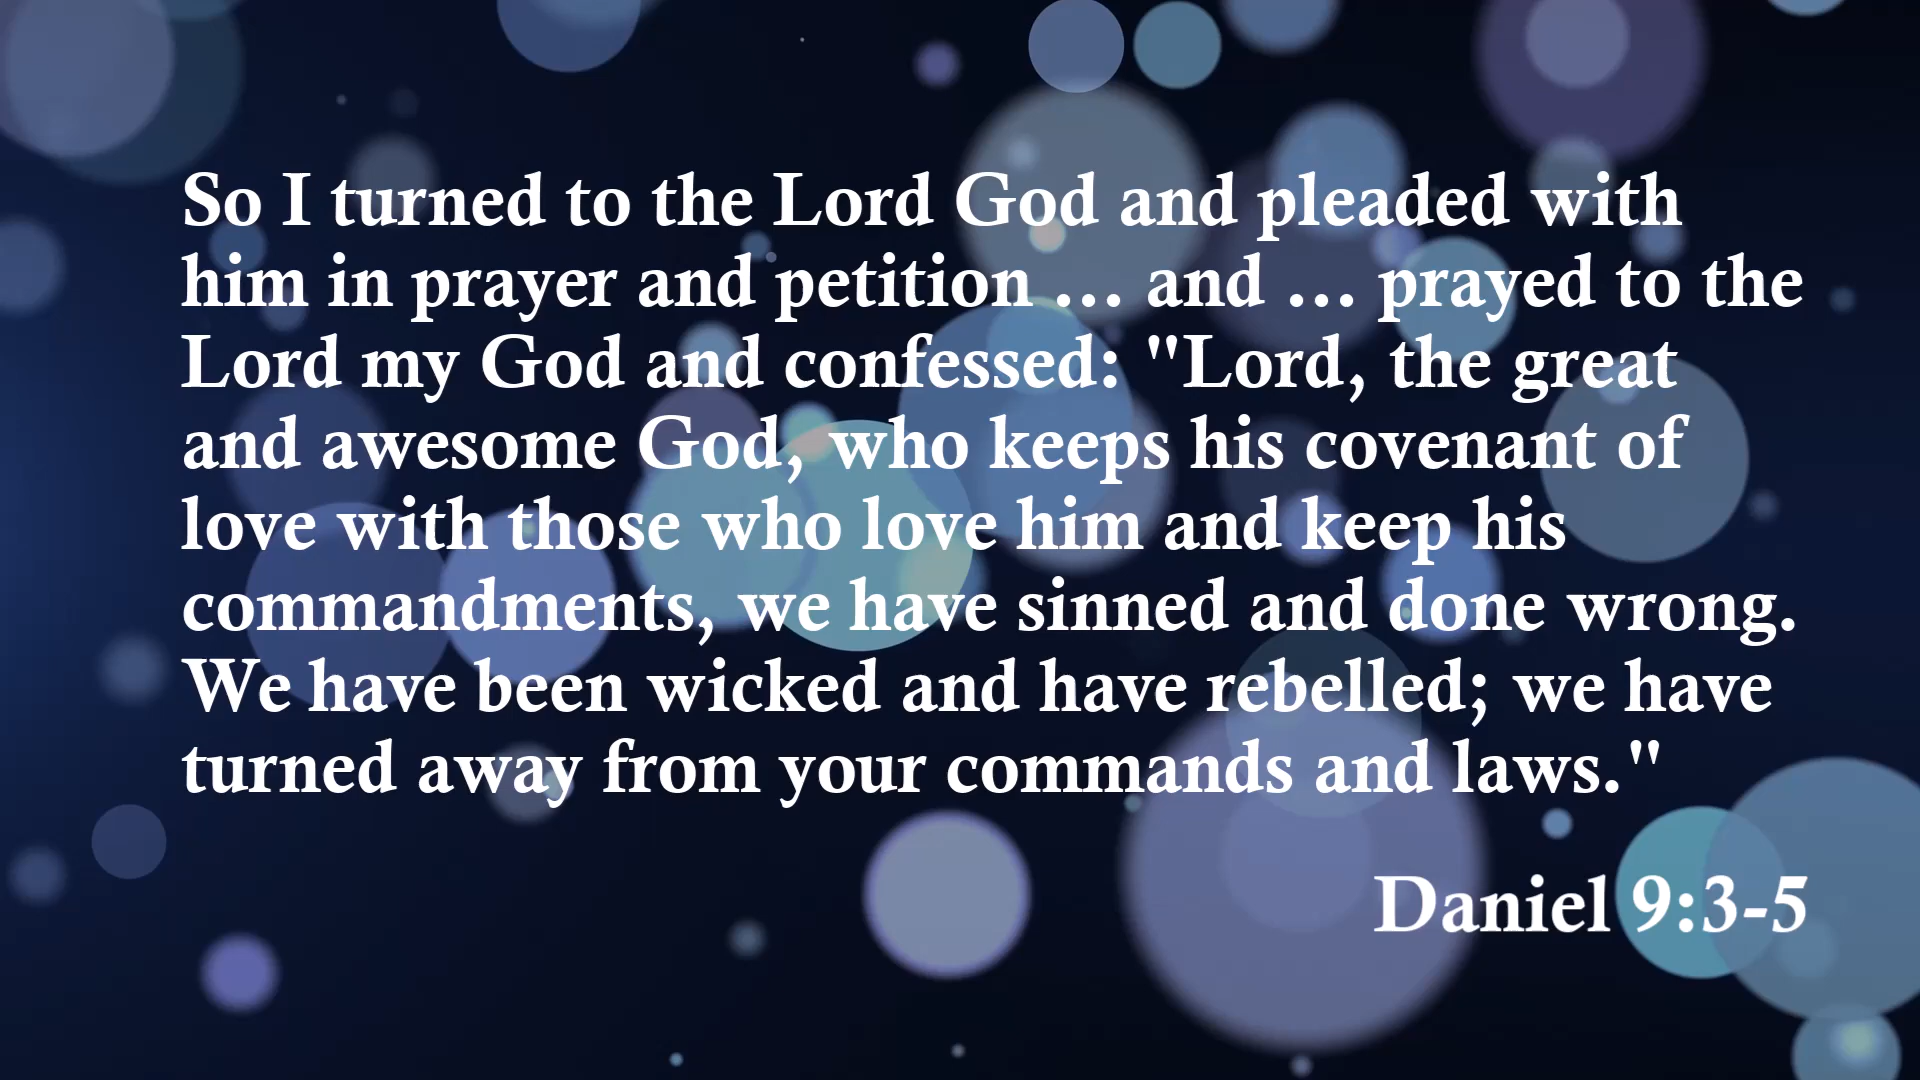 So I turned to the Lord God and pleaded with
him in prayer and petition … and … prayed to the
Lord my God and confessed: "Lord, the great
and awesome God, who keeps his covenant of
love with those who love him and keep his
commandments, we have sinned and done wrong.
We have been wicked and have rebelled; we have
turned away from your commands and laws."
Daniel 9:3-5